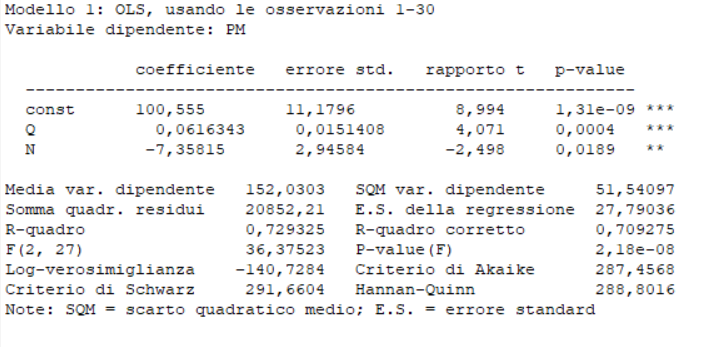 Modello 1: OLS, usando le osservazioni 1-30
Variabile dipendente: PM
coefficiente errore std. rapporto t p-value
---------------------------------------------------------------
const 100,555 11,1796 8,994 1,31e-09 ***
Q 0,0616343 0,0151408 4,071 0,0004 ***
N -7,35815 2,94584 -2,498 0,0189 **
Media var. dipendente 152,0303 SQM var. dipendente 51,54097
Somma quadr. residui 20852,21 E.S. della regressione 27,79036
R-quadro 0,729325 R-quadro corretto 0,709275
F(2, 27) 36,37523 P-value(F) 2,18e-08
Log-verosimiglianza -140,7284 Criterio di Akaike 287,4568
Criterio di Schwarz 291,6604 Hannan-Quinn 288,8016
Note: SQM = scarto quadratico medio; E.S. = errore standard